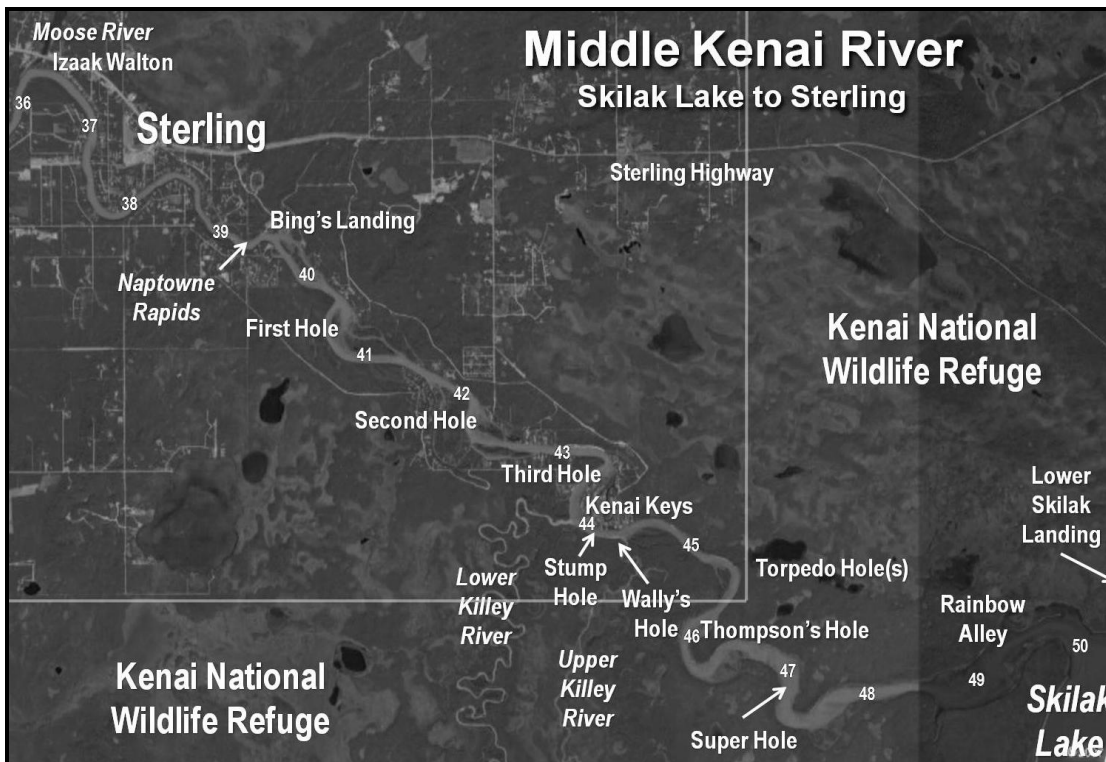 Middle Kenai River
Skilak Lake to Sterling
Moose River
Izaak Walton
36
37
Sterling
38
39
Bing's Landing
Sterling Highway
Naptowne
Rapids
40
First Hole
41
42
Second Hole
43
Third Hole
Kenai National
Wildlife Refuge
Kenai Keys
44
45
Stump
Hole
Wally's
Hole
Lower
Killey
River
Upper
Killey
River
Torpedo Hole(s)
46
Thompson's Hole
47
Super Hole
48
Rainbow
Alley
49
50
Lower
Skilak
Landing
Skilak
Lake
Kenai National
Wildlife Refuge